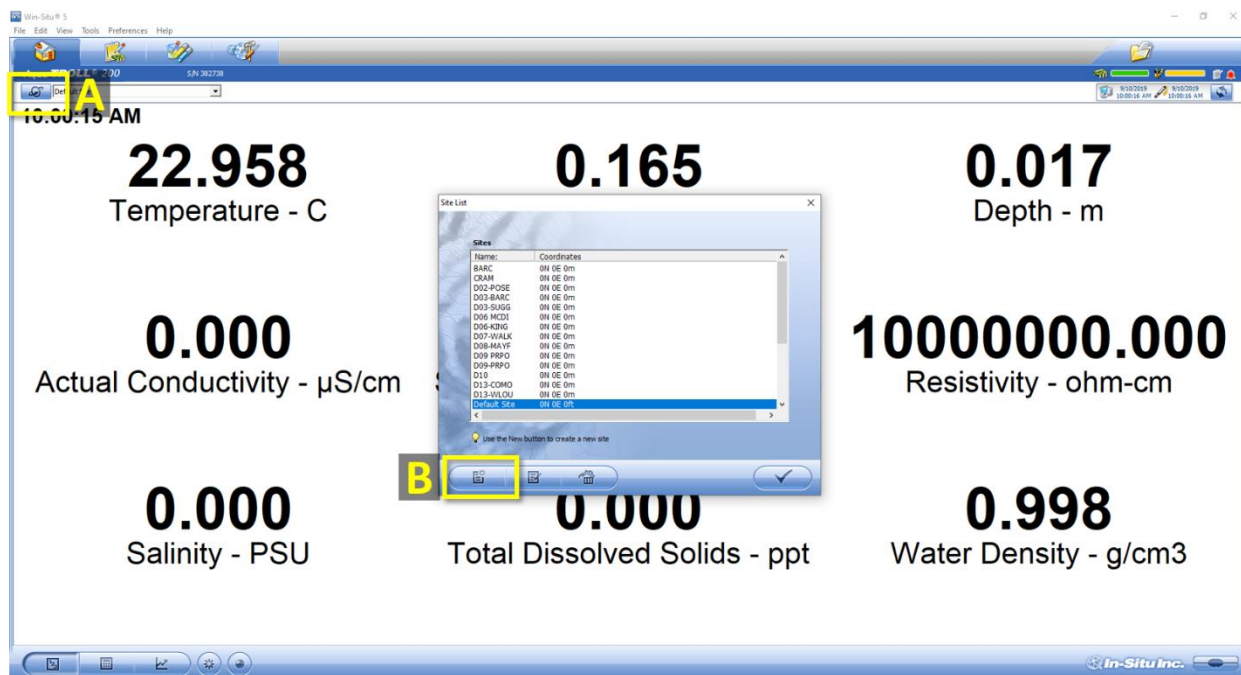 Win-Situ® 5
File Edit View Tools Preferences Help
TROLL® 200 S/N 382738
A
9/10/2019 10:00:16 AM 9/10/2019 10:00:16 AM
10:00:15 AM
22.958 0.165 0.017
Temperature - C Depth - m
Site List
Sites
Name: Coordinates
BARC 0N 0E 0m
CRAM 0N 0E 0m
D02-POSE 0N 0E 0m
D03-BARC 0N 0E 0m
D03-SUGG 0N 0E 0m
D06 MCDI 0N 0E 0m
D06-KING 0N 0E 0m
D07-WALK 0N 0E 0m
D08-MAYF 0N 0E 0m
D09 PRPO 0N 0E 0m
D09-PRPO 0N 0E 0m
D10 0N 0E 0m
D13-COMO 0N 0E 0m
D13-WLOU 0N 0E 0m
Default Site 0N 0E 0ft
Use the New button to create a new site
B
0.000 10000000.000
Actual Conductivity - µS/cm Resistivity - ohm-cm
0.000 0.000 0.998
Salinity - PSU Total Dissolved Solids - ppt Water Density - g/cm3
In-Situ Inc.